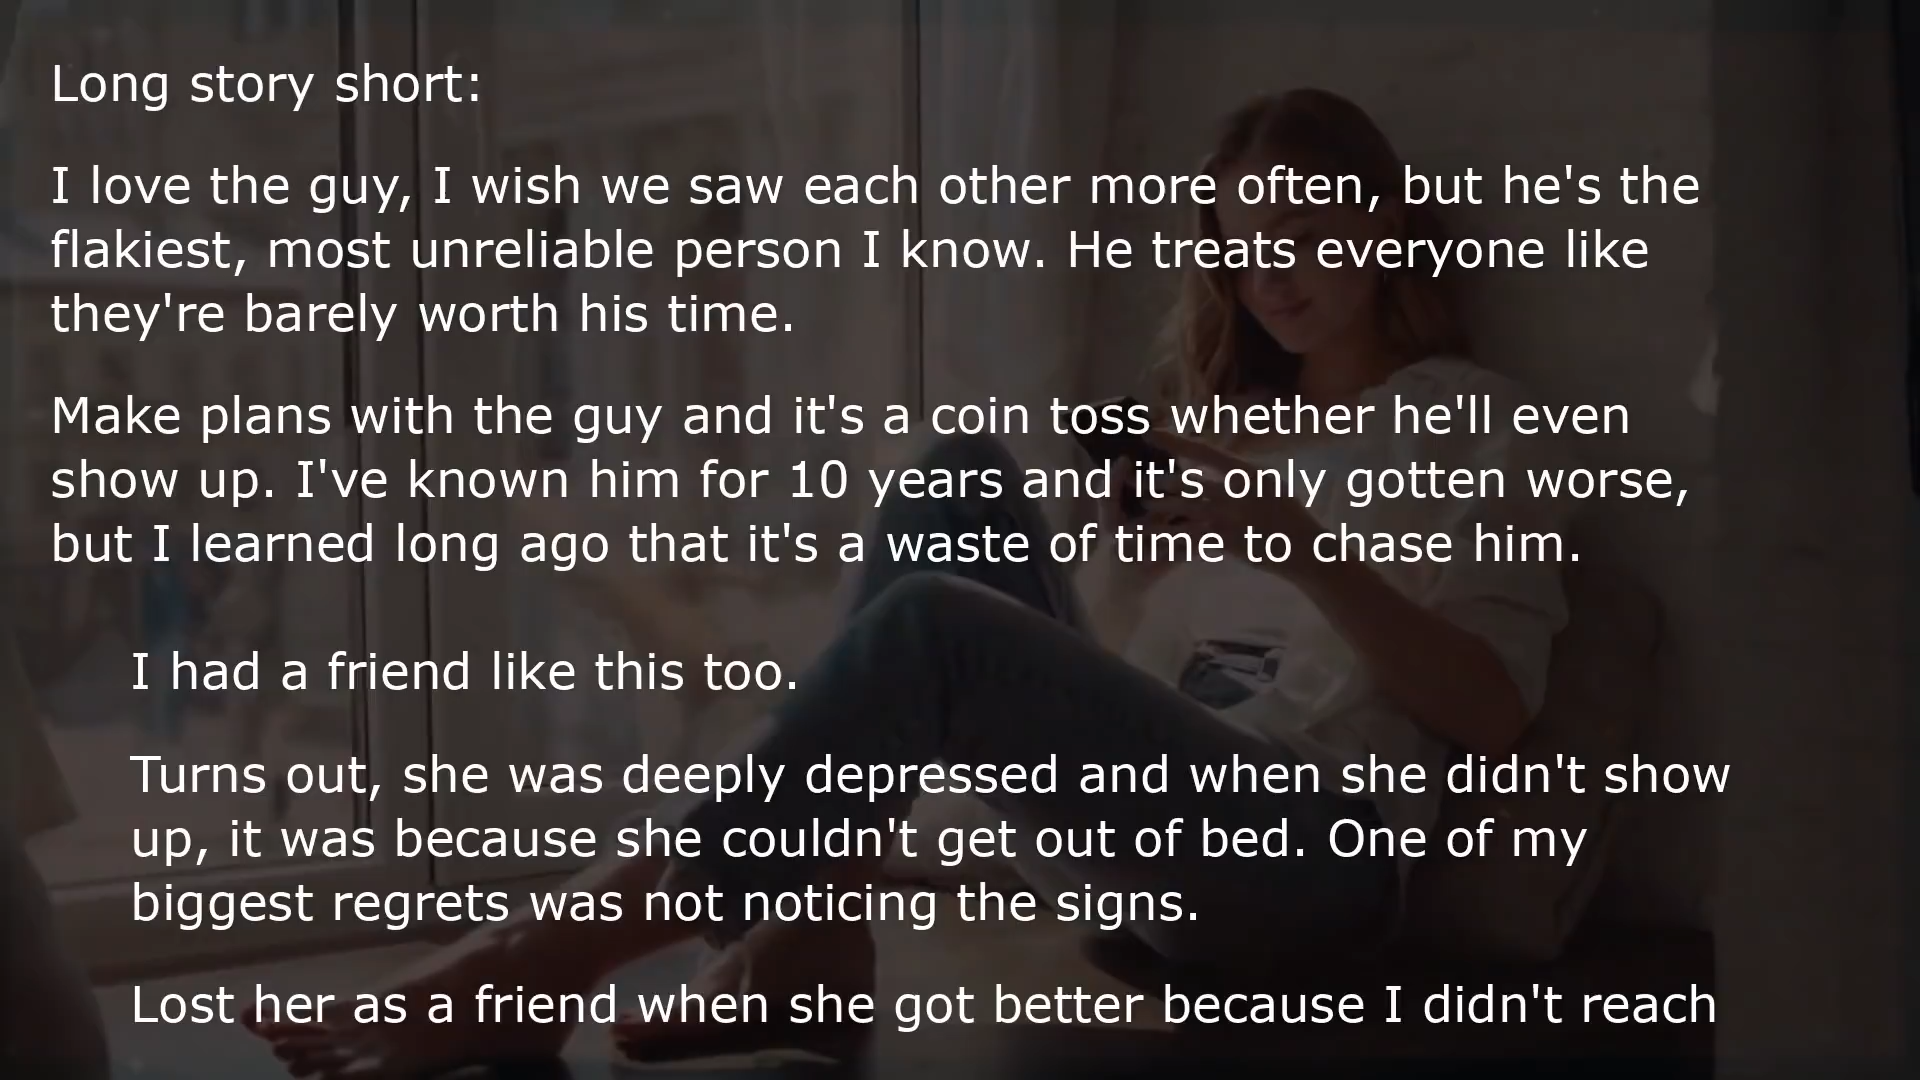 Long story short:
I love the guy, I wish we saw each other more often, but he's the
flakiest, most unreliable person I know. He treats everyone like
they're barely worth his time.
Make plans with the guy and it's a coin toss whether he'll even
show up. I've known him for 10 years and it's only gotten worse,
but I learned long ago that it's a waste of time to chase him.
I had a friend like this too.
Turns out, she was deeply depressed and when she didn't show
up, it was because she couldn't get out of bed. One of my
biggest regrets was not noticing the signs.
Lost her as a friend when she got better because I didn't reach